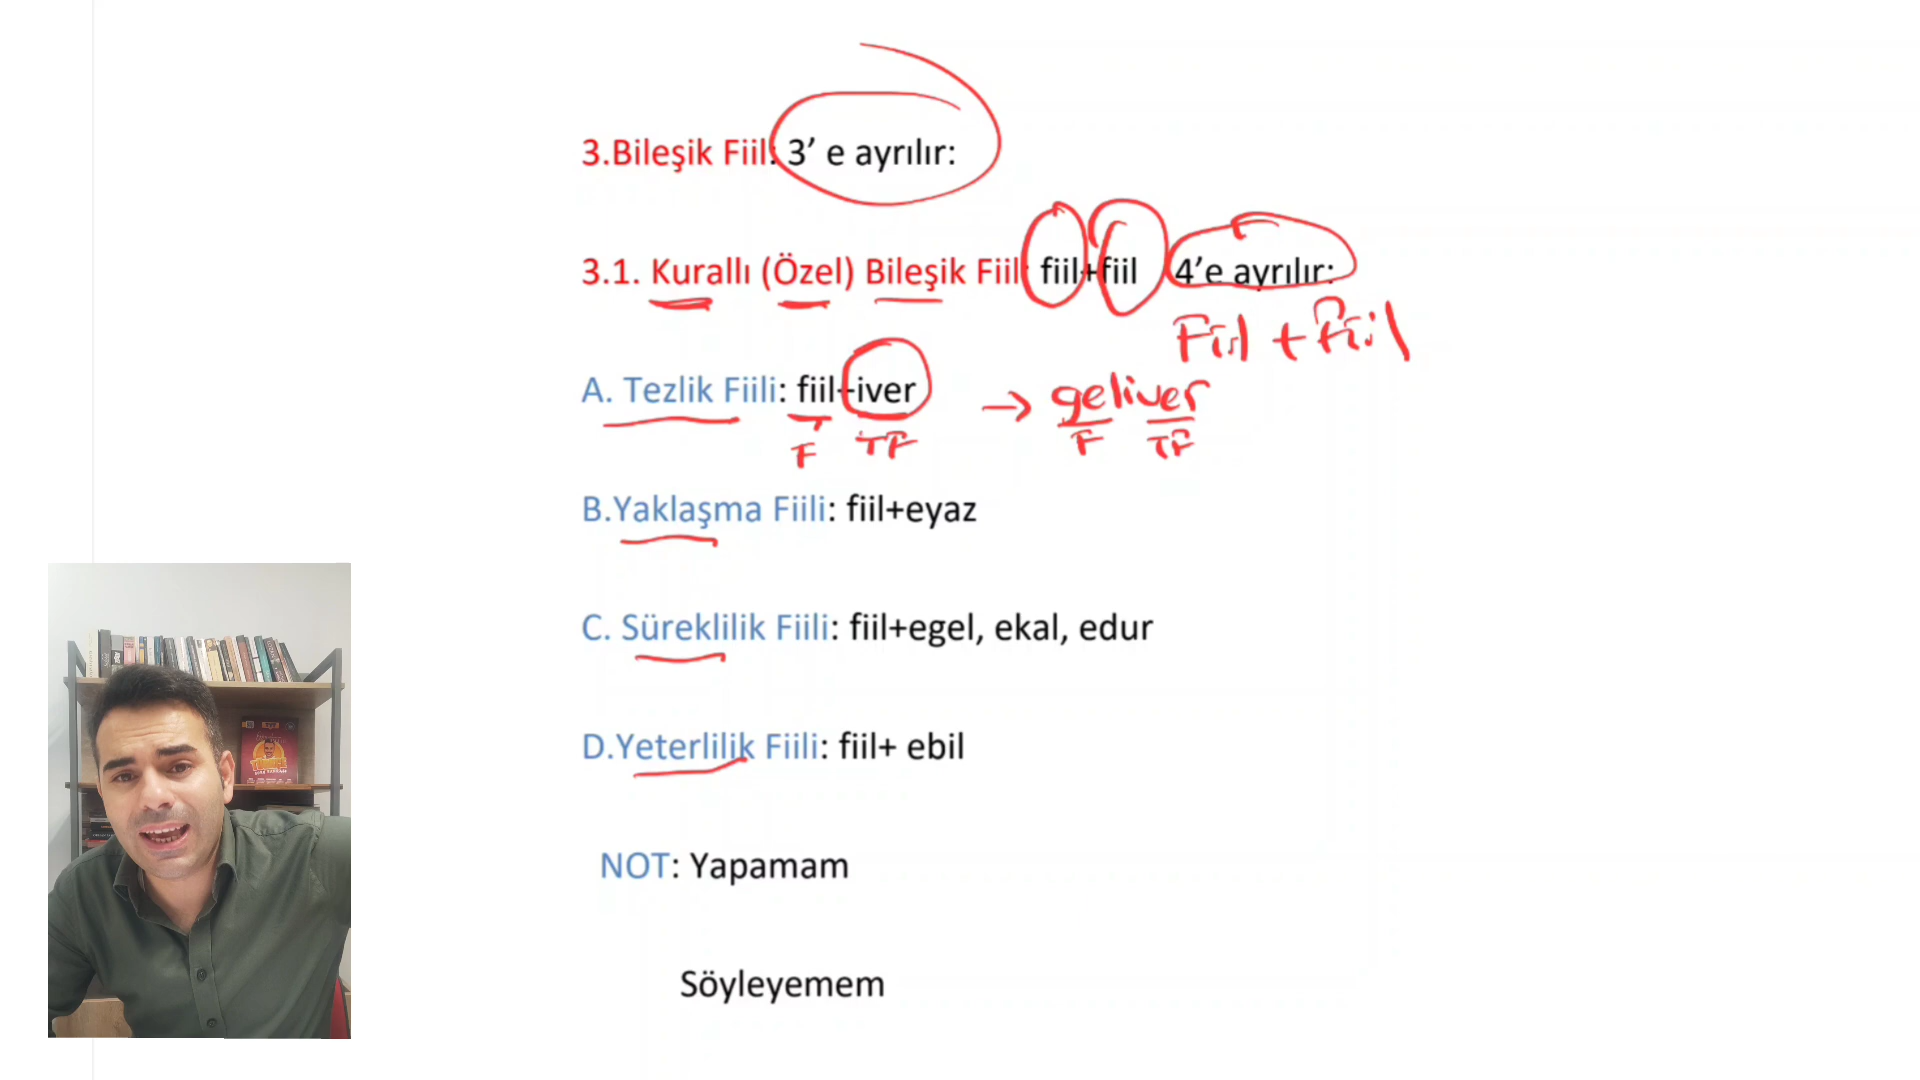 3.Bileşik Fiil: 3’ e ayrılır:
3.1. Kurallı (Özel) Bileşik Fiil: fiil+fiil 4’e ayrılır:
Fiil + fiil
A. Tezlik Fiili: fiil+iver → geliver
F TF F TF
B.Yaklaşma Fiili: fiil+eyaz
C. Süreklilik Fiili: fiil+egel, ekal, edur
D.Yeterlilik Fiili: fiil+ ebil
NOT: Yapamam
Söyleyemem